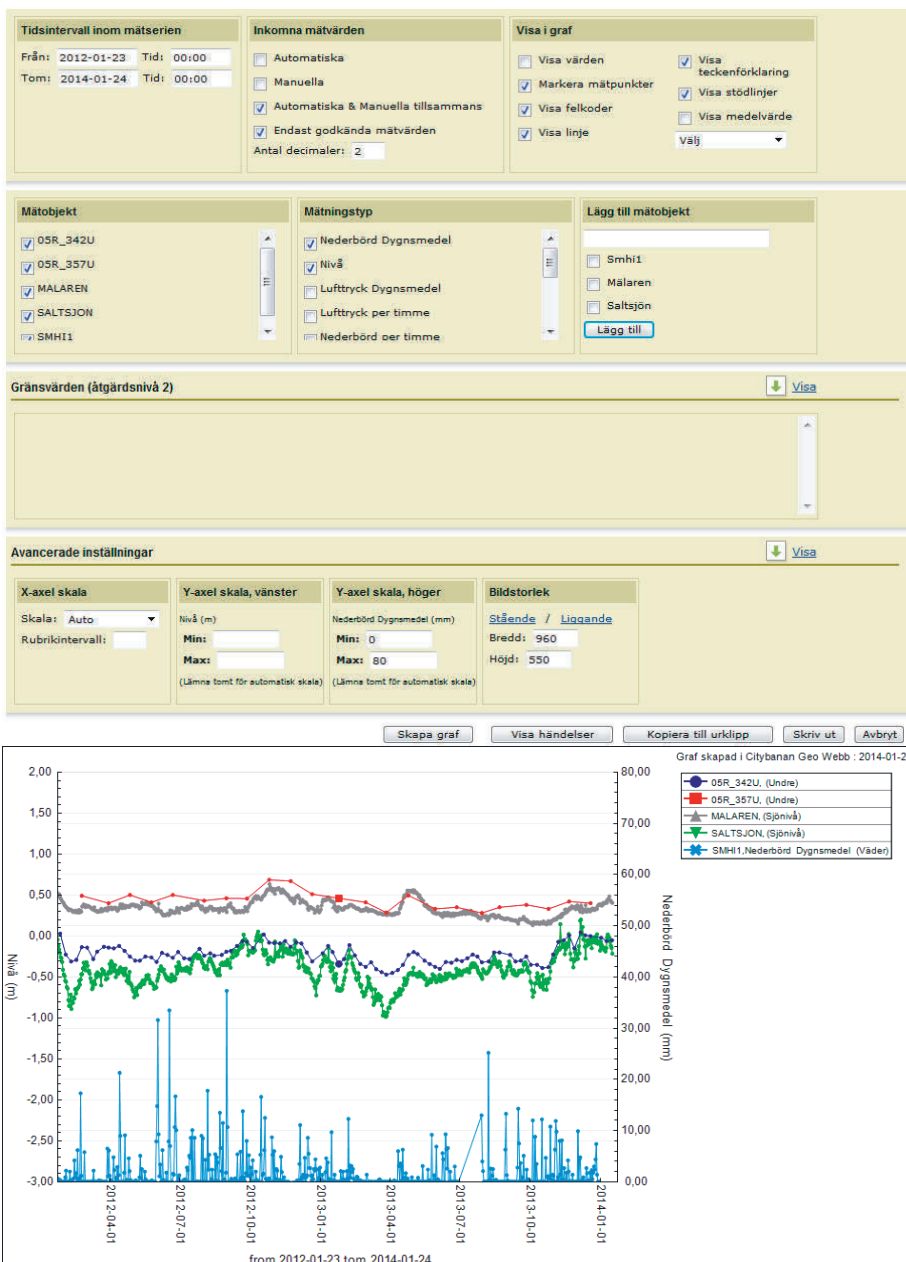 Tidsintervall inom mätserien
Från: 2012-01-23 Tid: 00:00
Tom: 2014-01-24 Tid: 00:00
Inkomna mätvärden
Automatiska
Manuella
Automatiska & Manuella tillsammans
Endast godkända mätvärden
Antal decimaler: 2
Visa i graf
Visa värden
Markera mätpunkter
Visa felkoder
Visa linje
Visa
teckenförklaring
Visa stödlinjer
Visa medelvärde
Välj
Mätobjekt
05R_342U
05R_357U
MALAREN
SALTSJON
SMHI1
Mätningstyp
Nederbörd Dygnsmedel
Nivå
Lufttryck Dygnsmedel
Lufttryck per timme
Nederbörd per timme
Lägg till mätobjekt
Smhi1
Mälaren
Saltsjön
Lägg till
Gränsvärden (åtgärdsnivå 2)
Visa
Avancerade inställningar
Visa
X-axel skala
Skala: Auto
Rubrikintervall:
Y-axel skala, vänster
Nivå (m)
Min:
Max:
(Lämna tomt för automatisk skala)
Y-axel skala, höger
Nederbörd Dygnsmedel (mm)
Min: 0
Max: 80
(Lämna tomt för automatisk skala)
Bildstorlek
Stående / Liggande
Bredd: 960
Höjd: 550
Skapa graf
Visa händelser
Kopiera till urklipp
Skriv ut
Avbryt
Graf skapad i Citybanan Geo Webb : 2014-01-2
05R_342U, (Undre)
05R_357U, (Undre)
MALAREN, (Sjönivå)
SALTSJON, (Sjönivå)
SMHI1,Nederbörd Dygnsmedel (Väder)
2,00
1,50
1,00
0,50
0,00
-0,50
-1,00
-1,50
-2,00
-2,50
-3,00
Nivå (m)
80,00
70,00
60,00
50,00
40,00
30,00
20,00
10,00
0,00
Nederbörd Dygnsmedel (mm)
2012-04-01
2012-07-01
2012-10-01
2013-01-01
2013-04-01
2013-07-01
2013-10-01
2014-01-01
from 2012-01-23 tom 2014-01-24